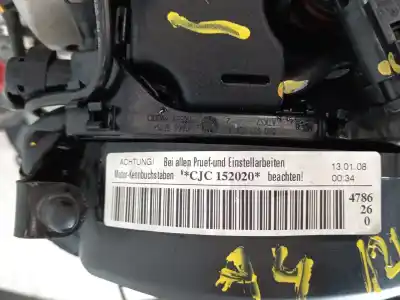 ACHTUNG! Bei allen Pruef-und Einstellarbeiten 13.01.08
Motor-Kennbuchstaben *CJC 152020* beachten! 00:34
4786
26
0
A4